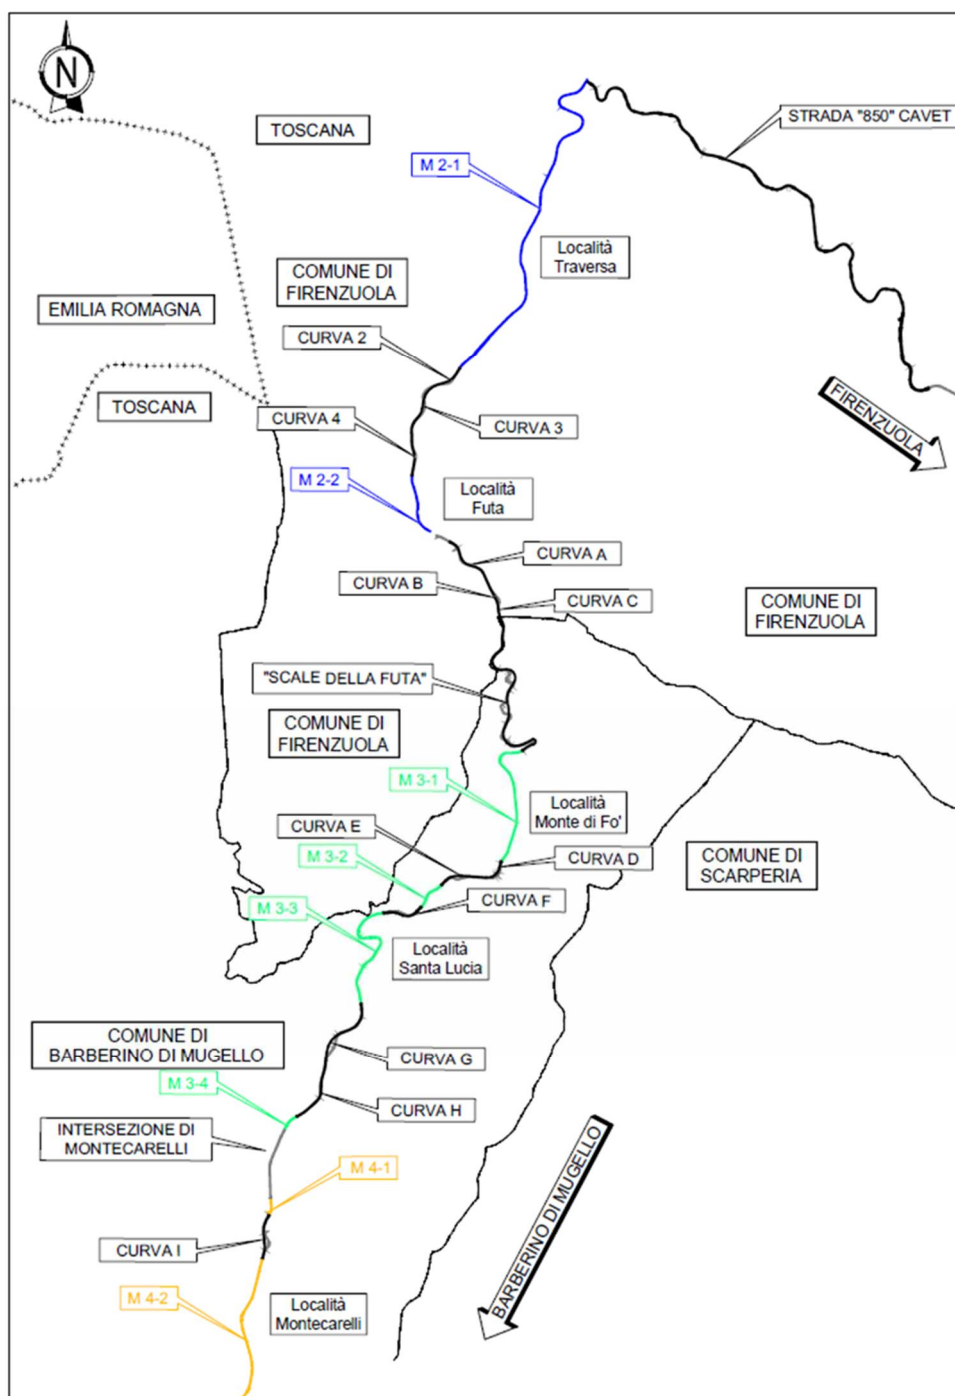 N
STRADA "850" CAVET
TOSCANA
M 2-1
Località
Traversa
COMUNE DI
FIRENZUOLA
EMILIA ROMAGNA
CURVA 2
TOSCANA
CURVA 4
CURVA 3
FIRENZUOLA
M 2-2
Località
Futa
CURVA A
CURVA B
CURVA C
COMUNE DI
FIRENZUOLA
"SCALE DELLA FUTA"
COMUNE DI
FIRENZUOLA
M 3-1
Località
Monte di Fo'
CURVA E
M 3-2
CURVA D
COMUNE DI
SCARPERIA
M 3-3
CURVA F
Località
Santa Lucia
COMUNE DI
BARBERINO DI MUGELLO
CURVA G
M 3-4
CURVA H
INTERSEZIONE DI
MONTECARELLI
M 4-1
BARBERINO DI MUGELLO
CURVA I
M 4-2
Località
Montecarelli